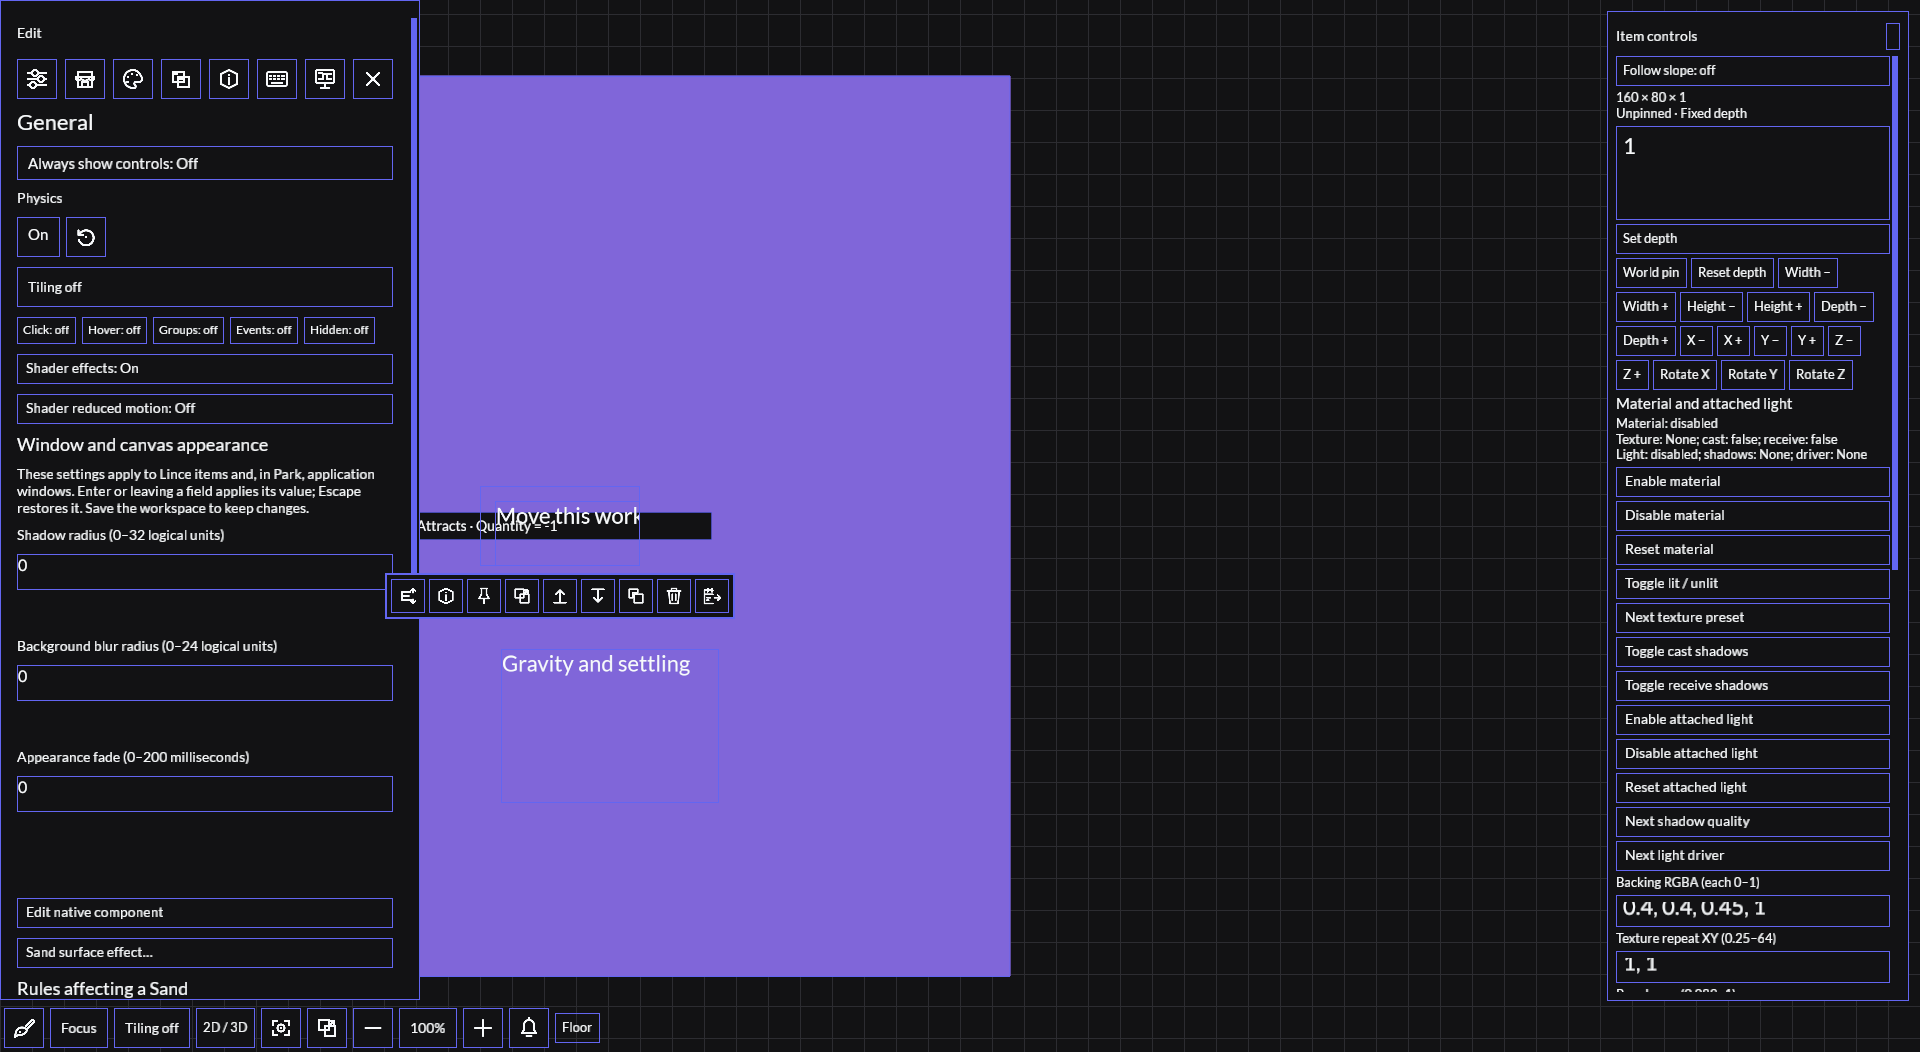 Edit
General
Always show controls: Off
Physics
On
Tiling off
Click: off
Hover: off
Groups: off
Events: off
Hidden: off
Shader effects: On
Shader reduced motion: Off
Window and canvas appearance
These settings apply to Lince items and, in Park, application
windows. Enter or leaving a field applies its value; Escape
restores it. Save the workspace to keep changes.
Shadow radius (0–32 logical units)
0
Background blur radius (0–24 logical units)
0
Appearance fade (0–200 milliseconds)
0
Edit native component
Sand surface effect...
Rules affecting a Sand
Move this work
Attracts · Quantity = -1
Gravity and settling
Focus
Tiling off
2D / 3D
100%
Floor
Item controls
Follow slope: off
160 × 80 × 1
Unpinned · Fixed depth
1
Set depth
World pin
Reset depth
Width −
Width +
Height −
Height +
Depth −
Depth +
X −
X +
Y −
Y +
Z −
Z +
Rotate X
Rotate Y
Rotate Z
Material and attached light
Material: disabled
Texture: None; cast: false; receive: false
Light: disabled; shadows: None; driver: None
Enable material
Disable material
Reset material
Toggle lit / unlit
Next texture preset
Toggle cast shadows
Toggle receive shadows
Enable attached light
Disable attached light
Reset attached light
Next shadow quality
Next light driver
Backing RGBA (each 0–1)
0.4, 0.4, 0.45, 1
Texture repeat XY (0.25–64)
1, 1